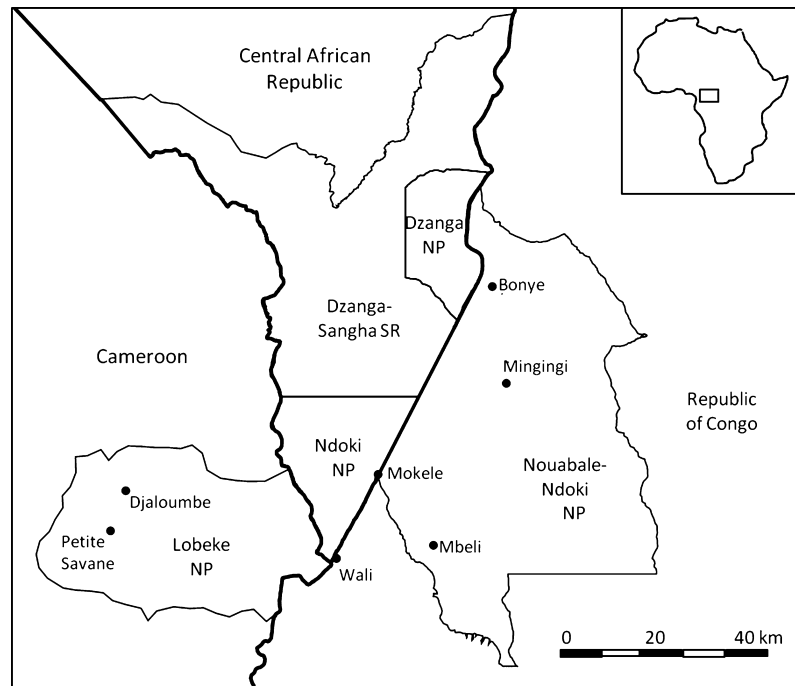 Central African
Republic
Dzanga
NP
Bonye
Dzanga-
Sangha SR
Cameroon
Mingingi
Republic
of Congo
Ndoki
NP
Mokele
Nouabale-
Ndoki
NP
Djaloumbe
Petite
Savane
Lobeke
NP
Mbeli
Wali
0 20 40 km